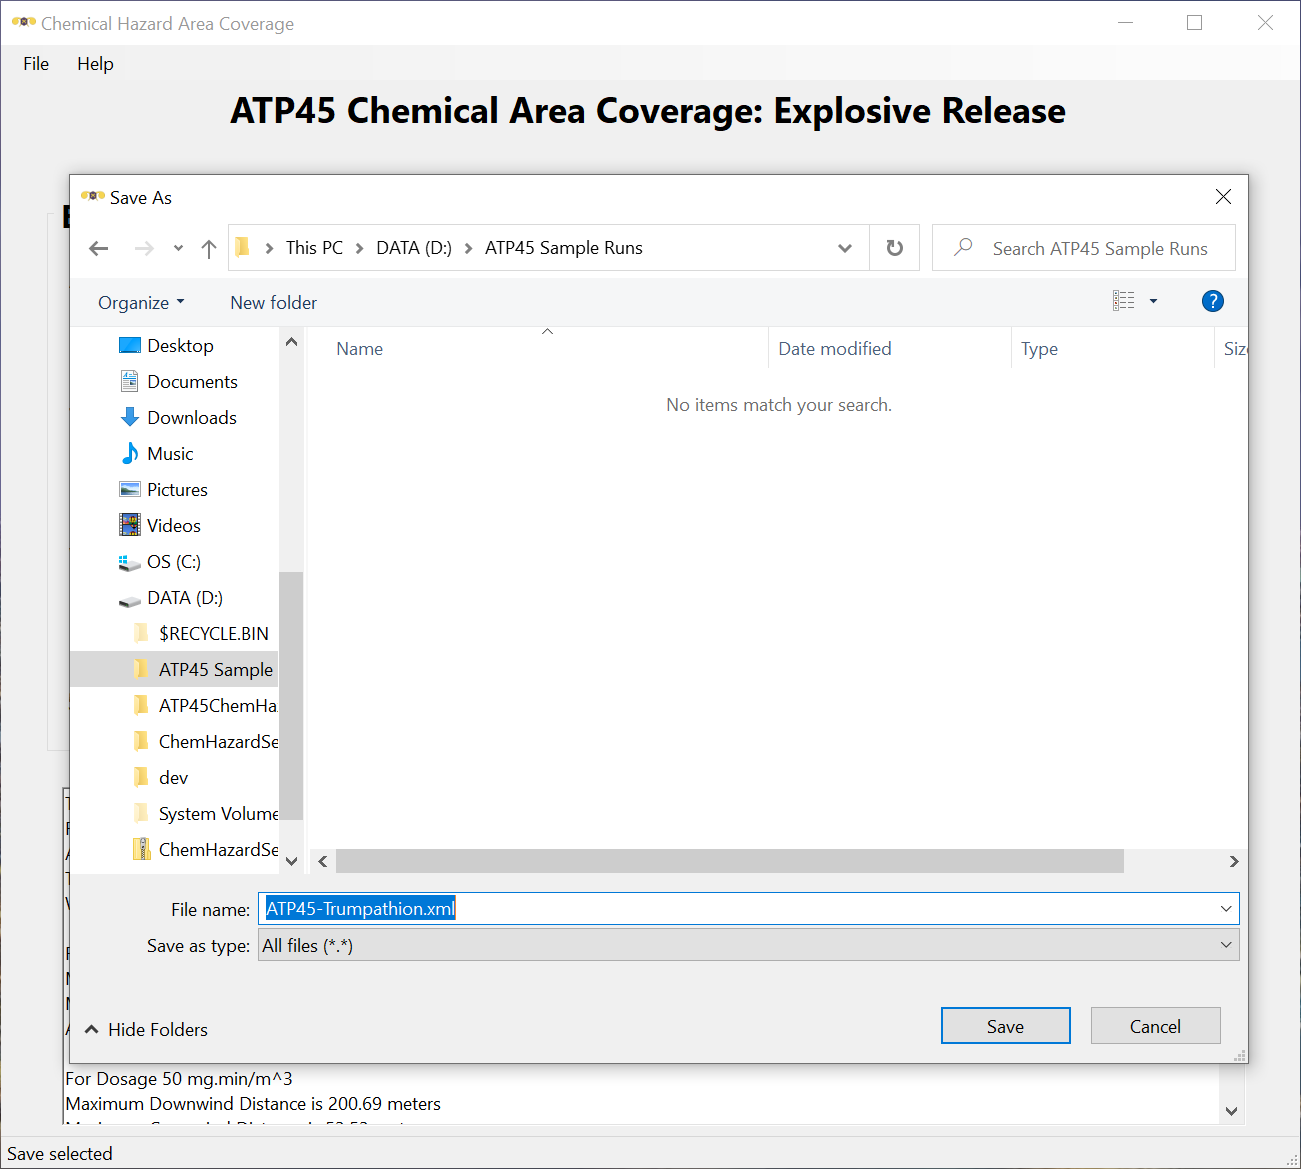 Chemical Hazard Area Coverage
File Help
ATP45 Chemical Area Coverage: Explosive Release
Save As
This PC DATA (D:) ATP45 Sample Runs
Search ATP45 Sample Runs
Organize New folder
?
Name Date modified Type Siz
No items match your search.
Desktop
Documents
Downloads
Music
Pictures
Videos
OS (C:)
DATA (D:)
$RECYCLE.BIN
ATP45 Sample
ATP45ChemHa
ChemHazardSe
dev
System Volume
ChemHazardSe
File name: ATP45-Trumpathion.xml
Save as type: All files (*.*)
Hide Folders
Save Cancel
For Dosage 50 mg.min/m^3
Maximum Downwind Distance is 200.69 meters
Save selected